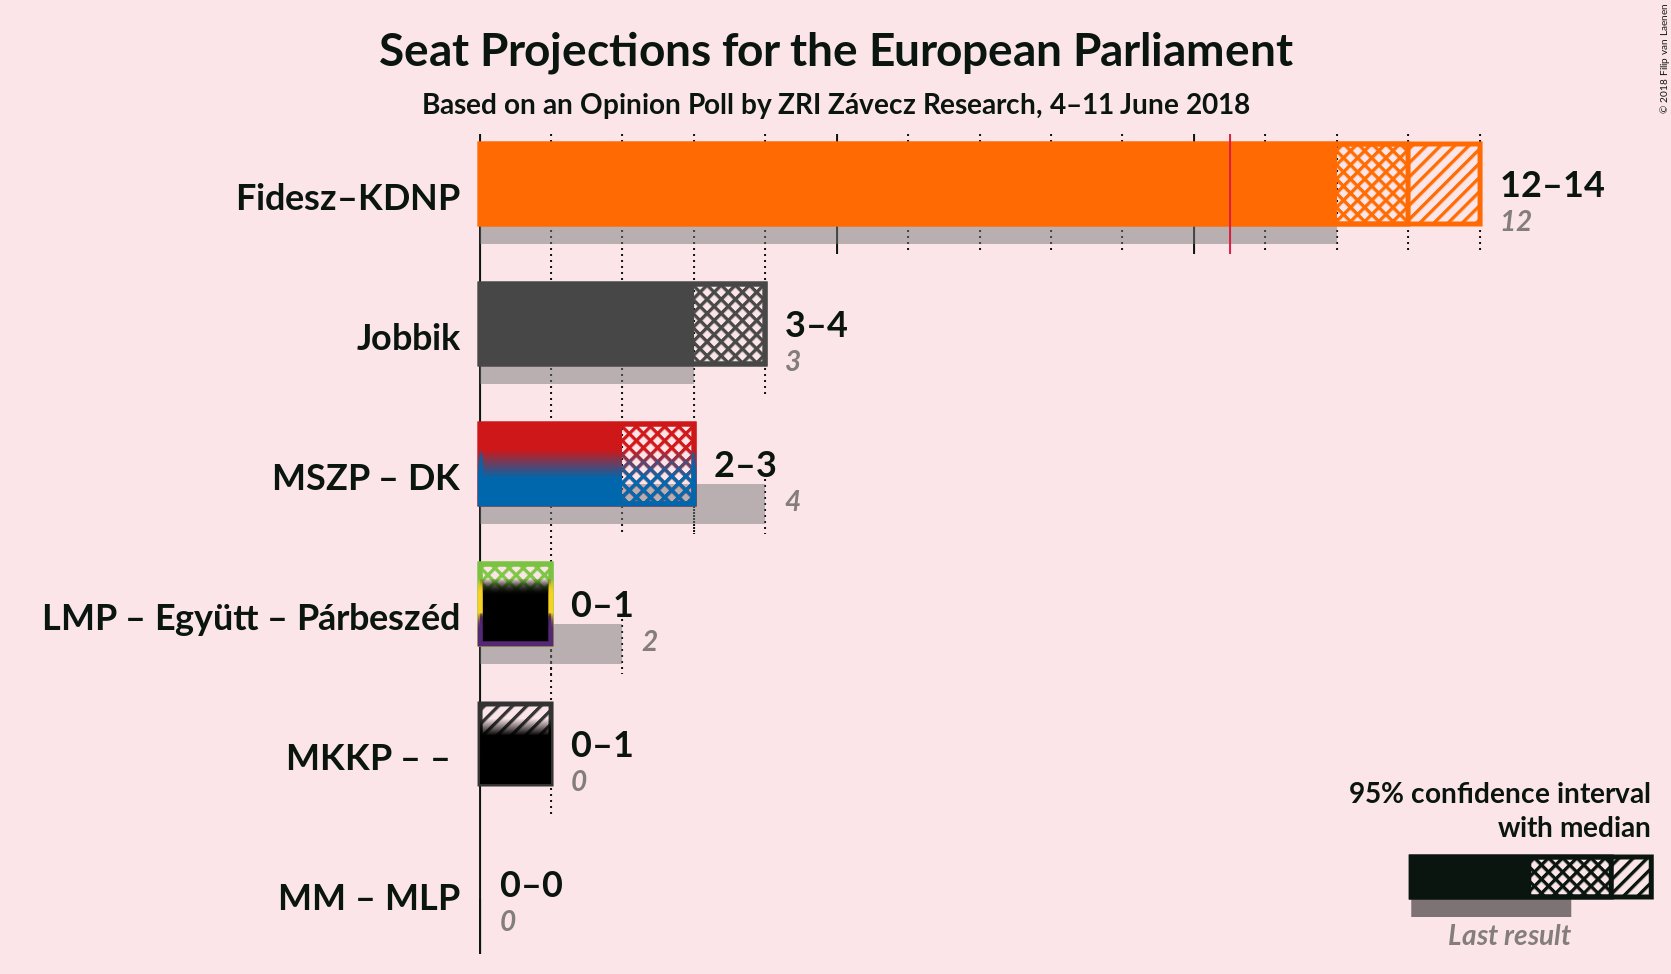 Seat Projections for the European Parliament
Based on an Opinion Poll by ZRI Závecz Research, 4–11 June 2018
© 2018 Filip van Laenen
Fidesz–KDNP
12–14
12
Jobbik
3–4
3
MSZP – DK
2–3
4
LMP – Együtt – Párbeszéd
0–1
2
MKKP – –
0–1
0
MM – MLP
0–0
0
95% confidence interval
with median
Last result